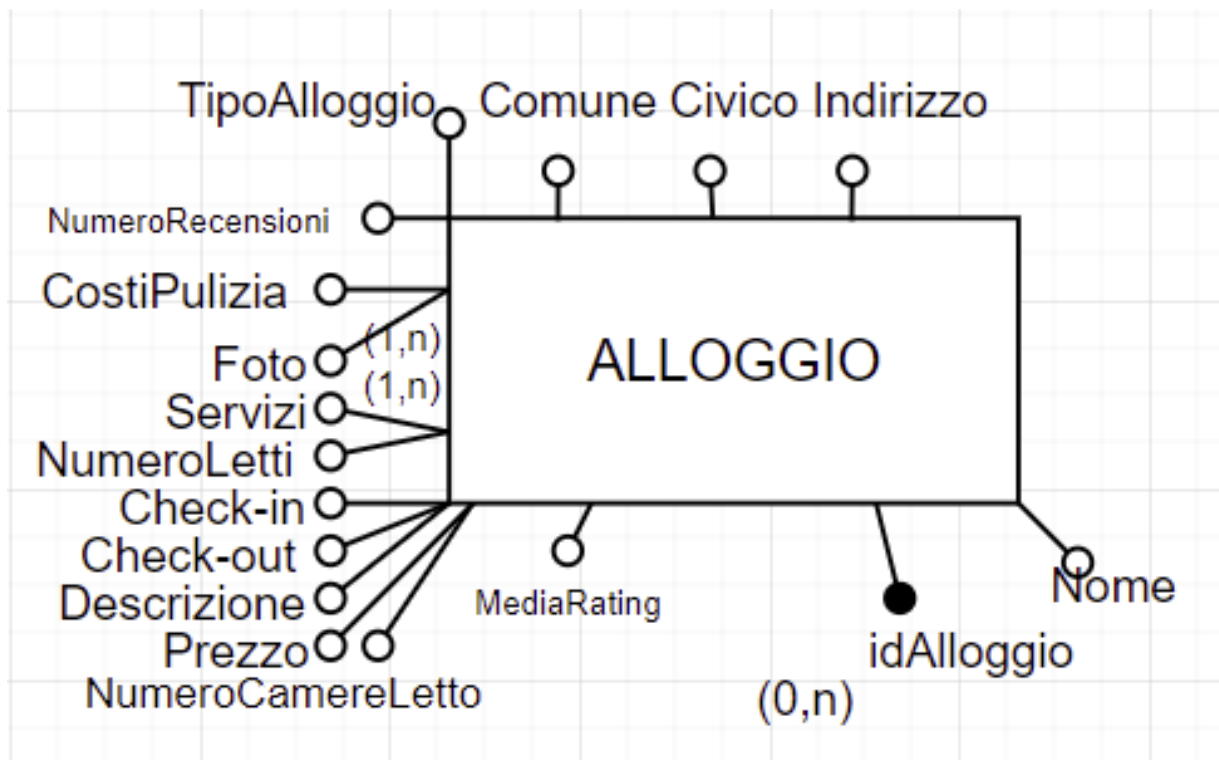 TipoAlloggio Comune Civico Indirizzo
NumeroRecensioni
CostiPulizia
(1,n)
Foto
ALLOGGIO
(1,n)
Servizi
NumeroLetti
Check-in
Check-out
Descrizione
MediaRating
Nome
Prezzo
idAlloggio
NumeroCamereLetto
(0,n)